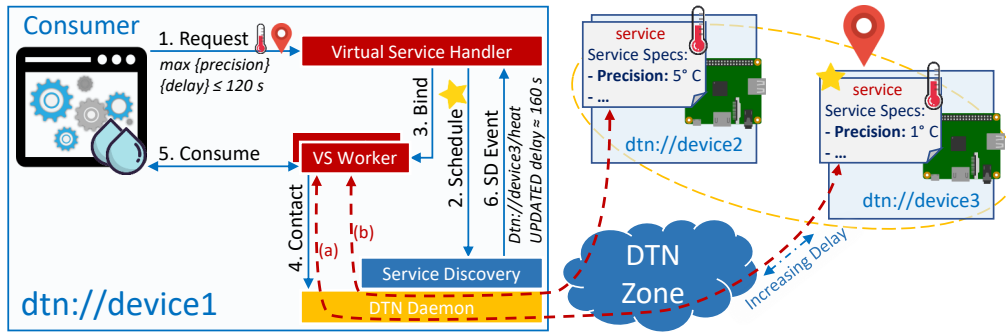 Consumer
1. Request
max {precision}
{delay} ≤ 120 s
Virtual Service Handler
3. Bind
2. Schedule
6. SD Event
Dtn://device3/heat
UPDATED delay ≈ 160 s
VS Worker
5. Consume
4. Contact
(a)
(b)
Service Discovery
DTN Daemon
dtn://device1
DTN
Zone
Increasing Delay
service
Service Specs:
- Precision: 5° C
- ...
dtn://device2
service
Service Specs:
- Precision: 1° C
- ...
dtn://device3